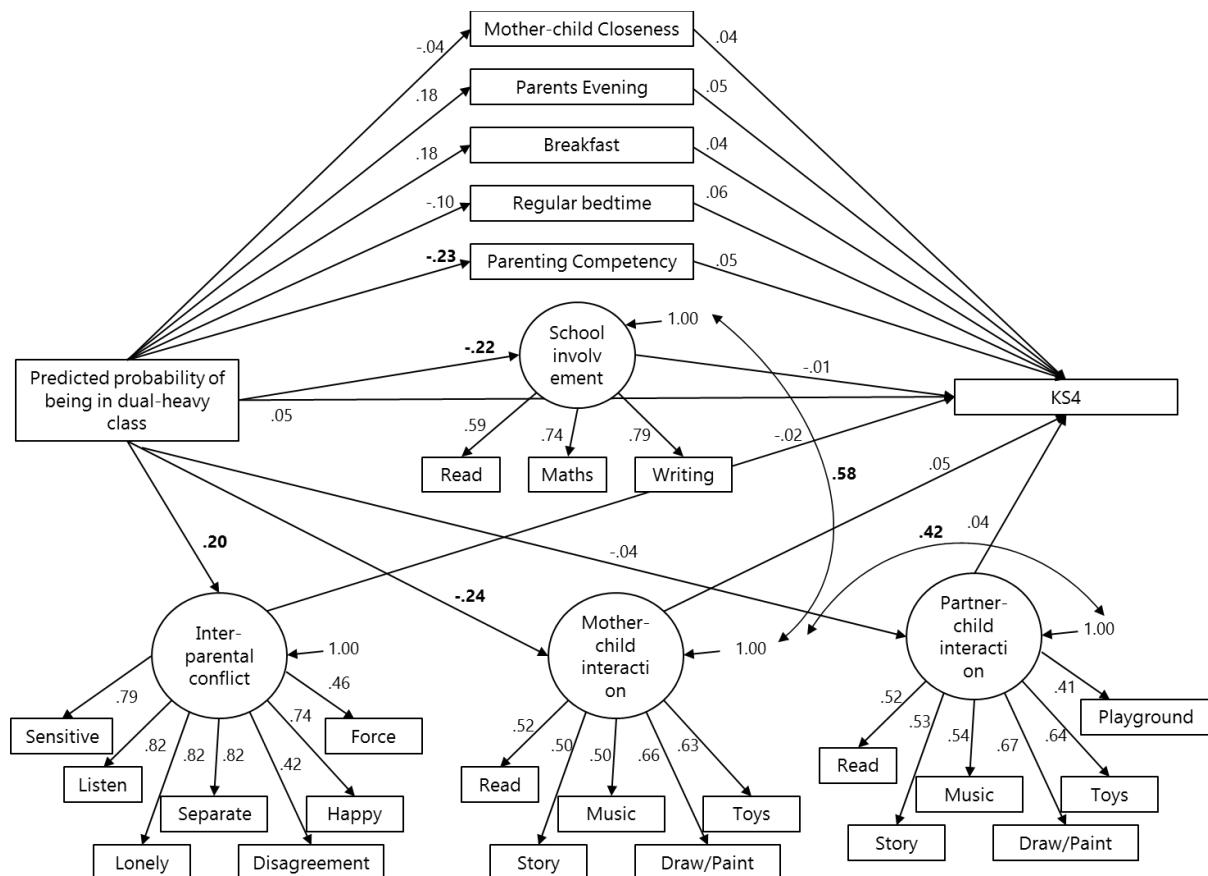 Mother-child Closeness
-.04
.04
Parents Evening
.18
.05
Breakfast
.18
.04
Regular bedtime
-.10
.06
Parenting Competency
-.23
.05
School
involv
ement
1.00
-.22
-.01
Predicted probability of
being in dual-heavy
class
KS4
.05
.59
.74
.79
-.02
Read
Maths
Writing
.58
.05
.20
-.04
.42
.04
-.24
Inter-
parental
conflict
1.00
Mother-
child
interacti
on
1.00
Partner-
child
interacti
on
1.00
.79
.82
.82
.82
.42
.74
.46
Sensitive
Force
Listen
Separate
Happy
Lonely
Disagreement
.52
.50
.50
.66
.63
Read
Music
Toys
Story
Draw/Paint
.52
.53
.54
.67
.64
.41
Playground
Read
Music
Toys
Story
Draw/Paint